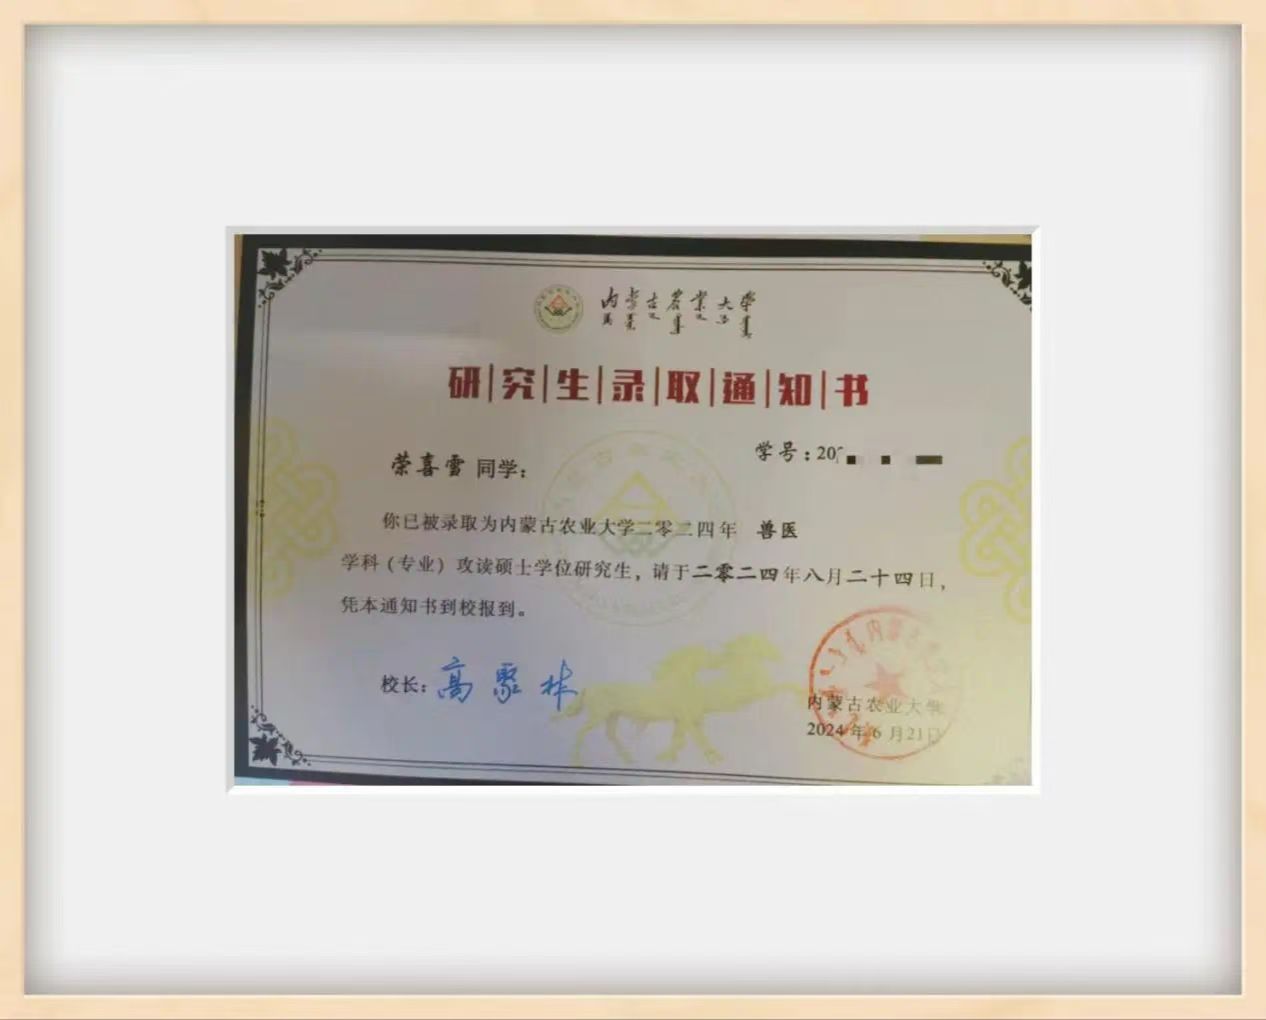 内蒙古农业大学
研究生录取通知书
荣喜雪 同学：
学号：20
你已被录取为内蒙古农业大学二零二四年 兽医
学科（专业）攻读硕士学位研究生，请于二零二四年八月二十四日，
凭本通知书到校报到。
校长：高聚林
内蒙古农业大学
2024年6月21日